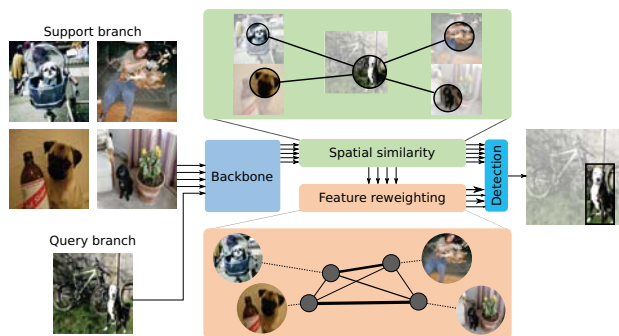 Support branch
Backbone
Spatial similarity
Feature reweighting
Detection
Query branch